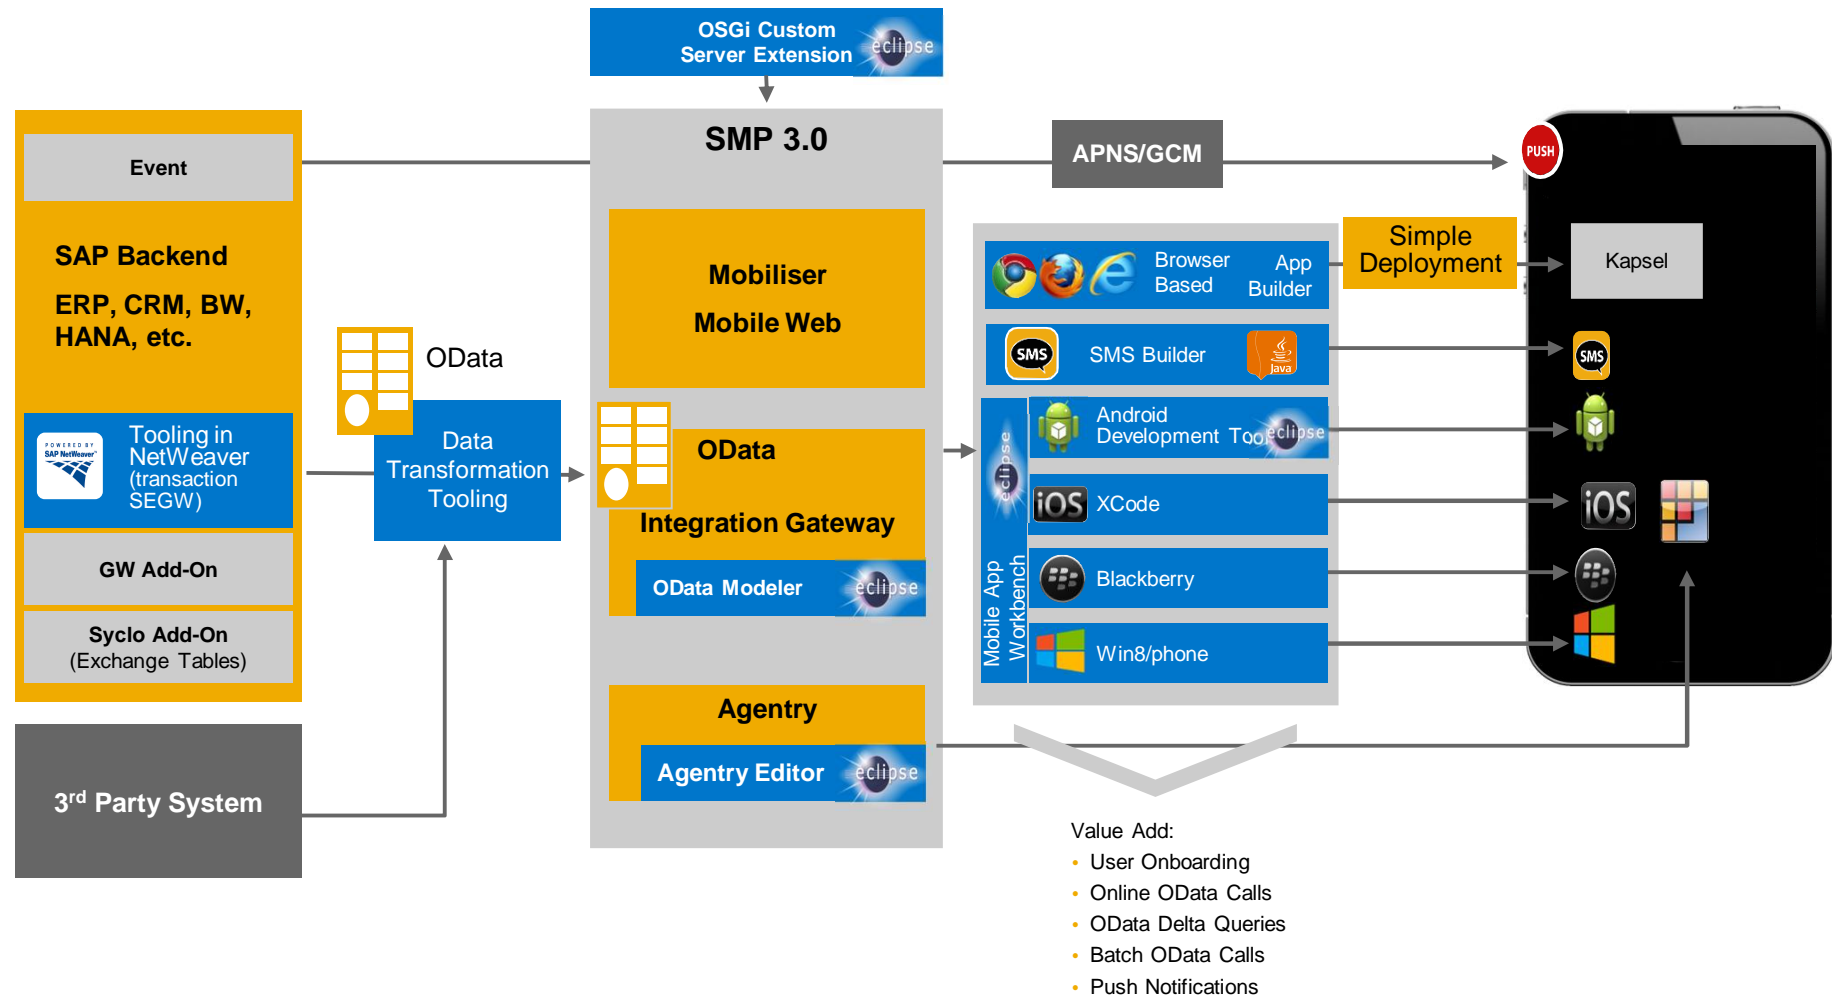 OSGi Custom
Server Extension
eclipse
Event
SAP Backend
ERP, CRM, BW,
HANA, etc.
POWERED BY
SAP NetWeaver™
Tooling in
NetWeaver
(transaction
SEGW)
GW Add-On
Syclo Add-On
(Exchange Tables)
3rd Party System
OData
Data
Transformation
Tooling
SMP 3.0
Mobiliser
Mobile Web
OData
Integration Gateway
OData Modeler
eclipse
Agentry
Agentry Editor
eclipse
APNS/GCM
Browser
Based
App
Builder
SMS
SMS Builder
Java
eclipse
Mobile App
Workbench
Android
Development Tool
eclipse
iOS
XCode
Blackberry
Win8/phone
Simple
Deployment
PUSH
Kapsel
SMS
iOS
Value Add:
• User Onboarding
• Online OData Calls
• OData Delta Queries
• Batch OData Calls
• Push Notifications